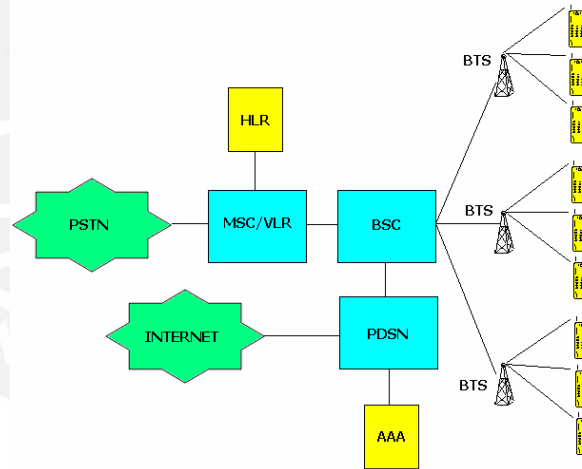 BTS
HLR
PSTN
MSC/VLR
BSC
BTS
INTERNET
PDSN
BTS
AAA